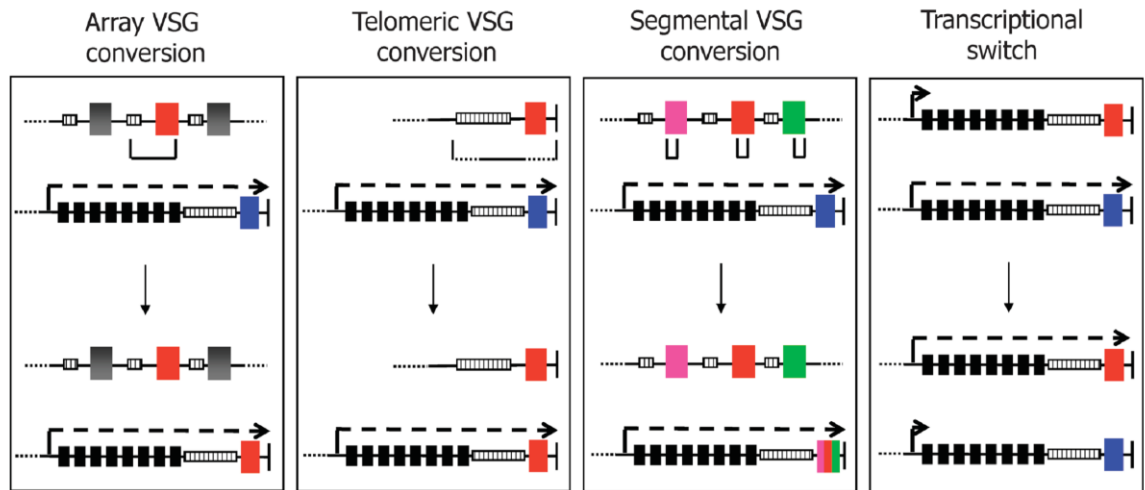 Array VSG
conversion
Telomeric VSG
conversion
Segmental VSG
conversion
Transcriptional
switch